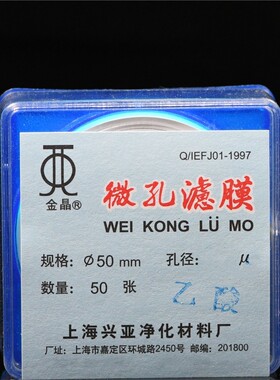 Q/IEFJ01-1997
金晶®
微孔滤膜
WEI KONG LÜ MO
规格: Φ50 mm 孔径: μ
数量: 50 张 乙酸
上海兴亚净化材料厂
厂址: 上海市嘉定区环城路2450号 邮编: 201800